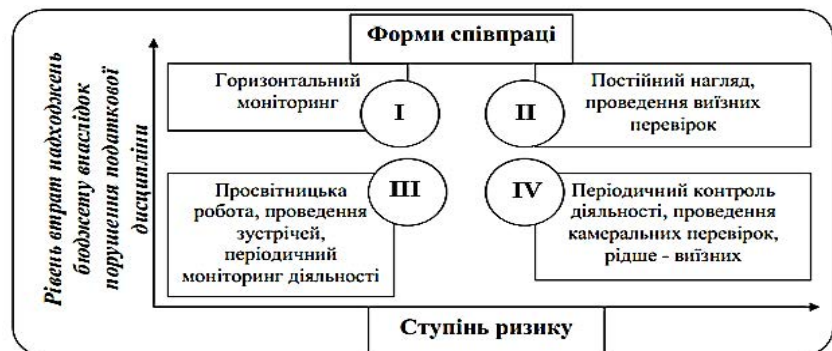 Форми співпраці
Рівень втрат надходжень
бюджету внаслідок
порушення податкової
дисципліни
Горизонтальний
моніторинг
I
II
Постійний нагляд,
проведення виїзних
перевірок
Просвітницька
робота, проведення
зустрічей,
періодичний
моніторинг діяльності
III
IV
Періодичний контроль
діяльності, проведення
камеральних перевірок,
рідше - виїзних
Ступінь ризику